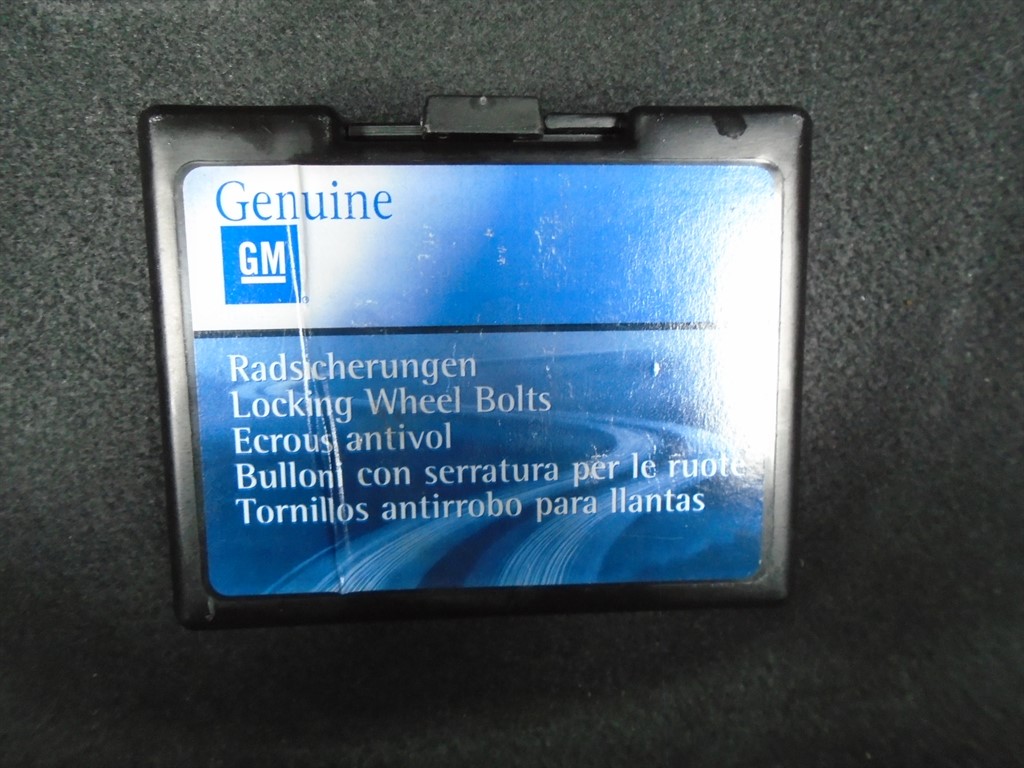 Genuine
GM
Radsicherungen
Locking Wheel Bolts
Ecrous antivol
Bulloni con serratura per le ruote
Tornillos antirrobo para llantas